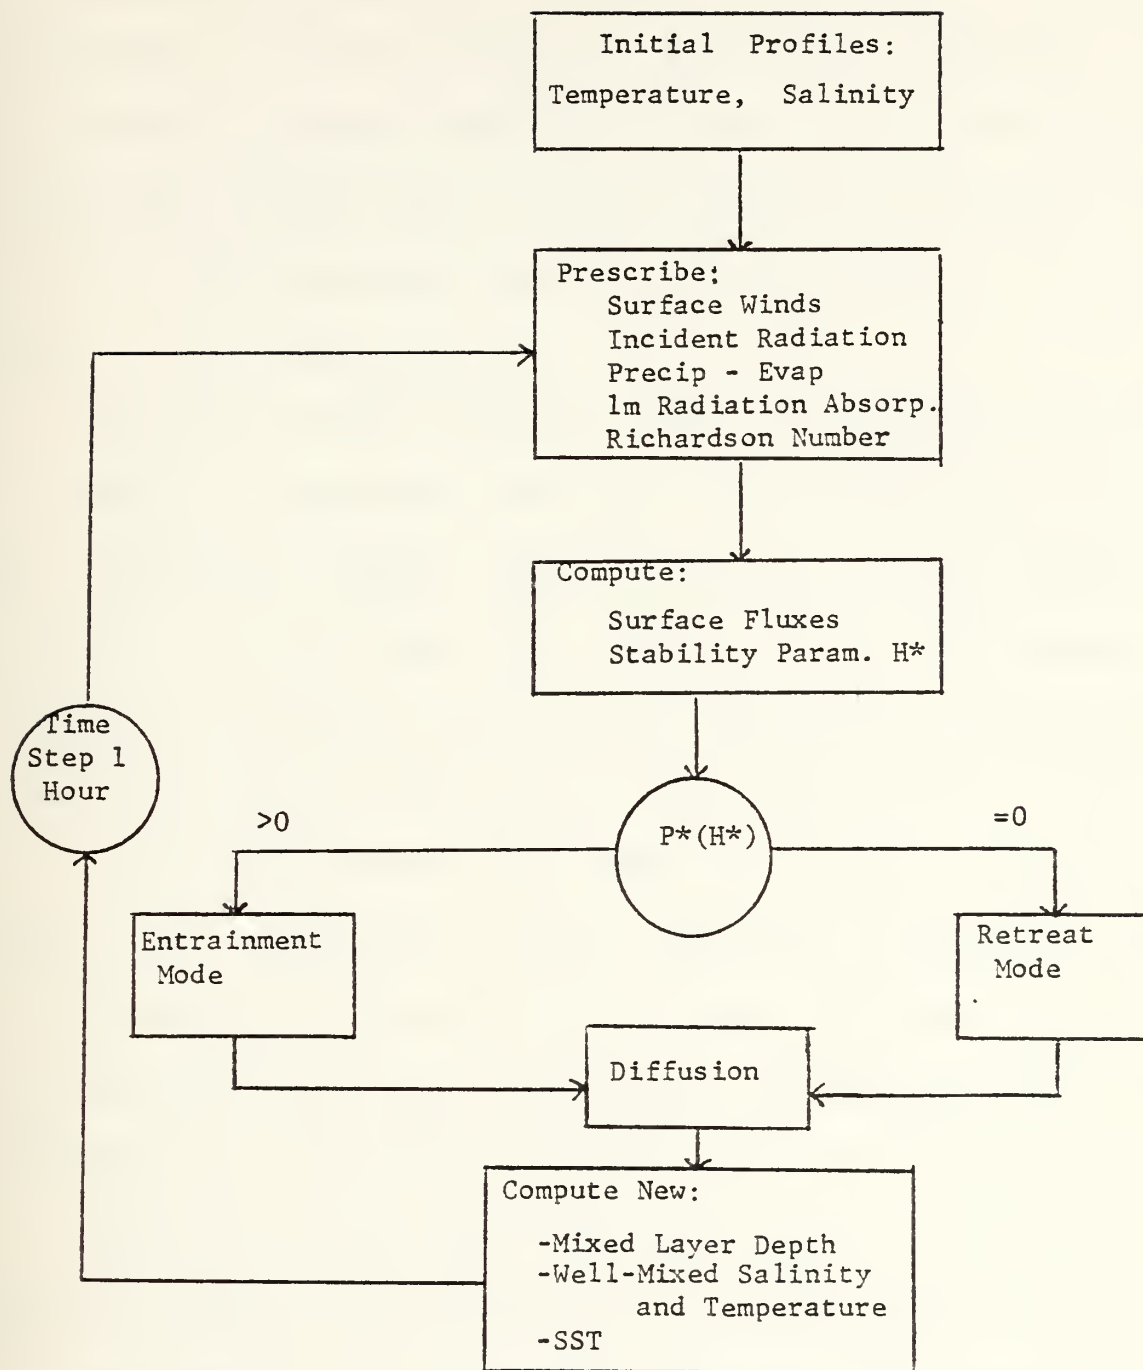 Initial Profiles:
Temperature, Salinity
Prescribe:
Surface Winds
Incident Radiation
Precip - Evap
1m Radiation Absorp.
Richardson Number
Compute:
Surface Fluxes
Stability Param. H*
Time
Step 1
Hour
>0
P*(H*)
=0
Entrainment
Mode
Retreat
Mode
Diffusion
Compute New:
-Mixed Layer Depth
-Well-Mixed Salinity
and Temperature
-SST